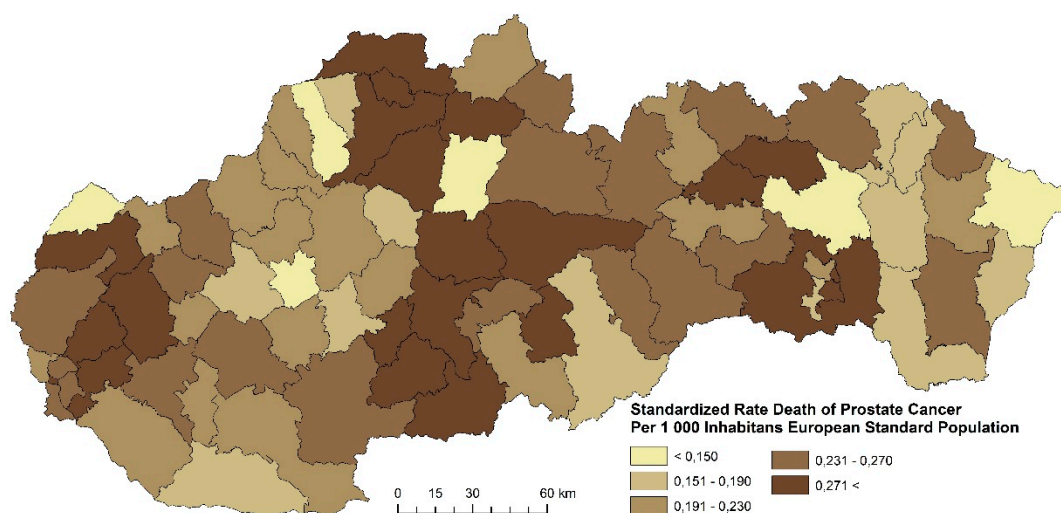 Standardized Rate Death of Prostate Cancer
Per 1 000 Inhabitans European Standard Population
< 0,150
0,151 - 0,190
0,191 - 0,230
0,231 - 0,270
0,271 <
0 15 30 60 km